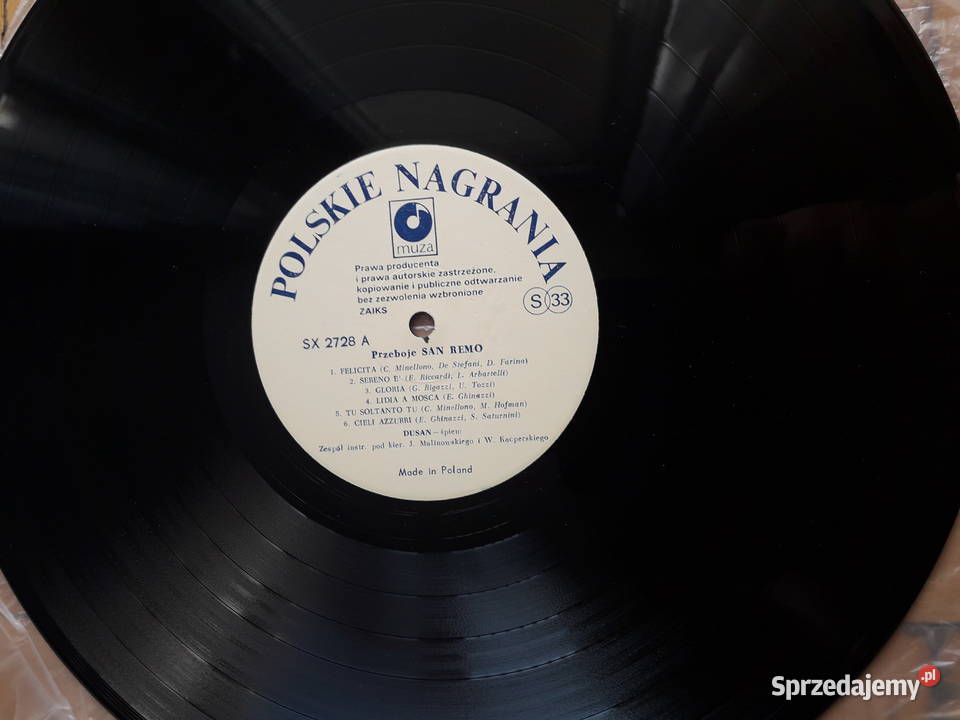 POLSKIE NAGRANIA
muza
Prawa producenta
i prawa autorskie zastrzeżone,
kopiowanie i publiczne odtwarzanie
bez zezwolenia wzbronione
ZAIKS
S 33
SX 2728 A
Przeboje SAN REMO
1. FELICITA (C. Minellono, De Stefani, D. Farina)
2. SERENO E' (E. Riccardi, L. Arbartelli)
3. GLORIA (G. Bigazzi, U. Tozzi)
4. LIDIA A MOSCA (E. Ghinazzi)
5. TU SOLTANTO TU (C. Minellono, M. Hofman)
6. CIELI AZZURRI (E. Ghinazzi, S. Saturnini)
DUSAN – śpiew
Zespół instr. pod kier. J. Malinowskiego i W. Kacperskiego
Made in Poland
Sprzedajemy.pl